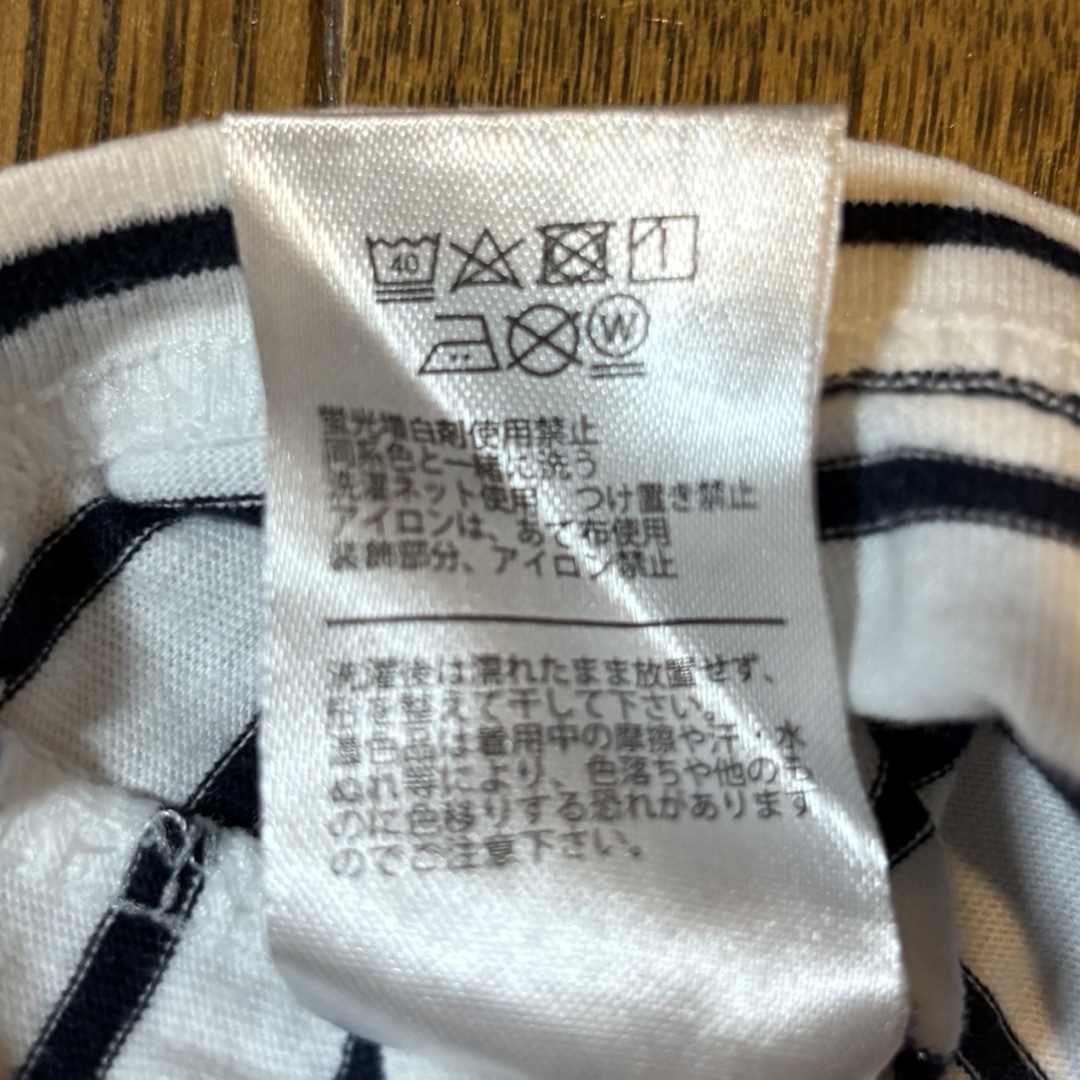 40
W
蛍光増白剤使用禁止
同系色と一緒に洗う
洗濯ネット使用、つけ置き禁止
アイロンは、あて布使用
装飾部分、アイロン禁止
洗濯後は濡れたまま放置せず、
形を整えて干して下さい。
濃色品は着用中の摩擦や汗・水
ぬれ等により、色落ちや他のも
のに色移りする恐れがあります
のでご注意下さい。